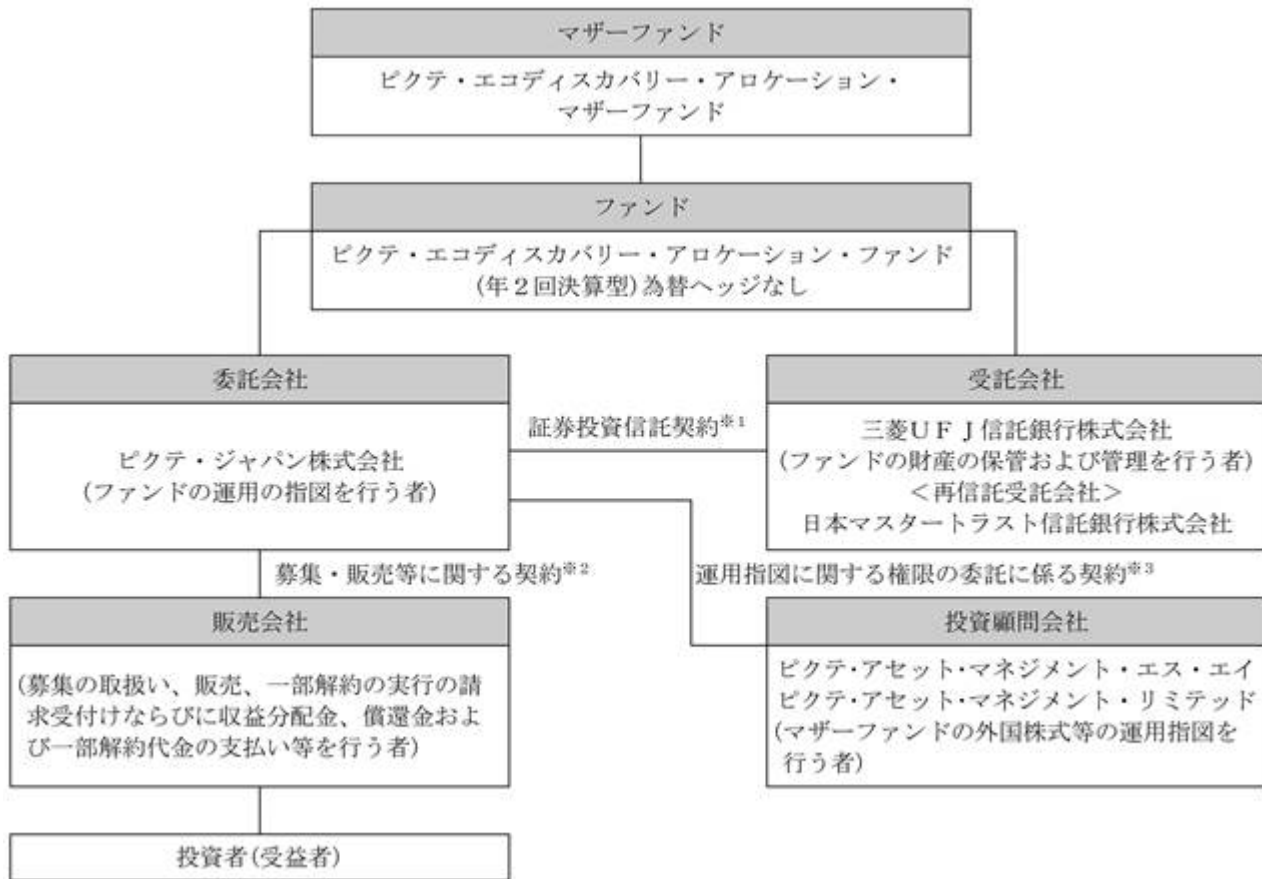 マザーファンド
ピクテ・エコディスカバリー・アロケーション・
マザーファンド
ファンド
ピクテ・エコディスカバリー・アロケーション・ファンド
(年２回決算型)為替ヘッジなし
委託会社
ピクテ・ジャパン株式会社
(ファンドの運用の指図を行う者)
証券投資信託契約※1
受託会社
三菱ＵＦＪ信託銀行株式会社
(ファンドの財産の保管および管理を行う者)
＜再信託受託会社＞
日本マスタートラスト信託銀行株式会社
募集・販売等に関する契約※2
運用指図に関する権限の委託に係る契約※3
販売会社
(募集の取扱い、販売、一部解約の実行の請
求受付けならびに収益分配金、償還金およ
び一部解約代金の支払い等を行う者)
投資顧問会社
ピクテ・アセット・マネジメント・エス・エイ
ピクテ・アセット・マネジメント・リミテッド
(マザーファンドの外国株式等の運用指図を
行う者)
投資者(受益者)